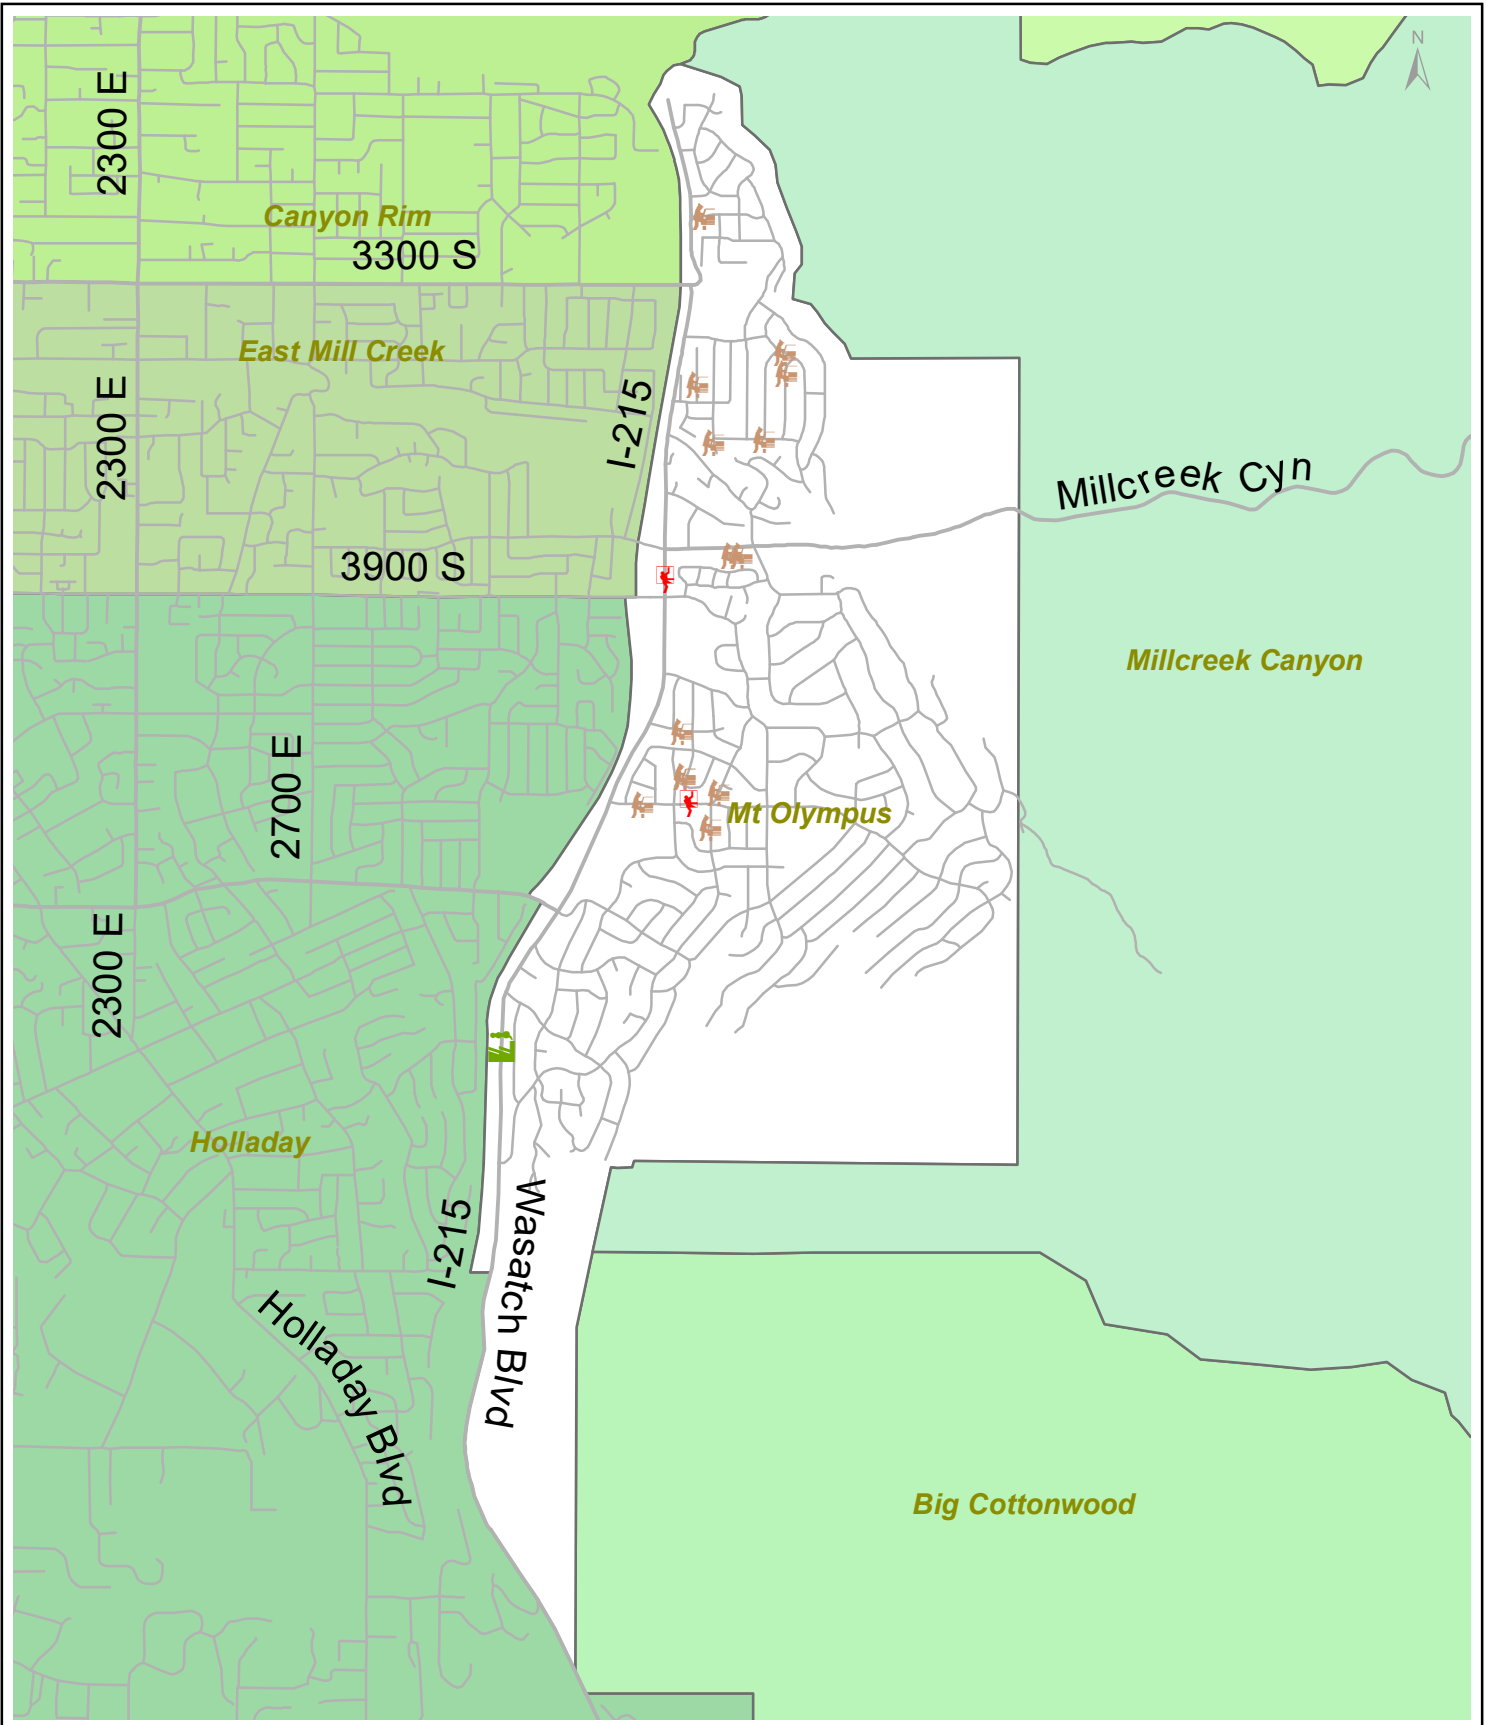 N
2300 E
Canyon Rim
3300 S
East Mill Creek
2300 E
I-215
Millcreek Cyn
3900 S
Millcreek Canyon
2700 E
Mt Olympus
2300 E
Holladay
I-215
Wasatch Blvd
Holladay Blvd
Big Cottonwood